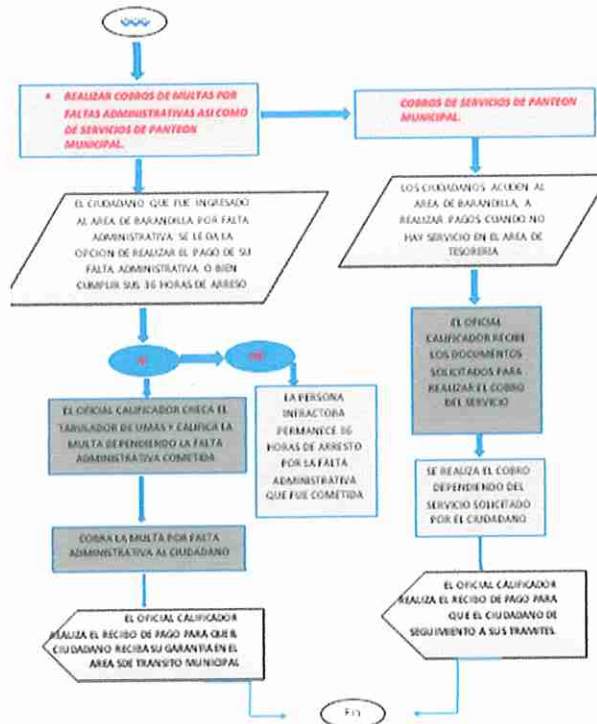 REALIZAR COBROS DE MULTAS POR
FALTAS ADMINISTRATIVAS ASI COMO
DE SERVICIOS DE PANTEON
MUNICIPAL.
COBROS DE SERVICIOS DE PANTEON
MUNICIPAL.
EL CIUDADANO QUE FUE INGRESADO
AL AREA DE BARANDILLA POR FALTA
ADMINISTRATIVA SE LE DA LA
OPCION DE REALIZAR EL PAGO DE SU
FALTA ADMINISTRATIVA O BIEN
CUMPLIR SUS 36 HORAS DE ARRESO
LOS CIUDADANOS ACUDEN AL
AREA DE BARANDILLA, A
REALIZAR PAGOS CUANDO NO
HAY SERVICIO EN EL AREA DE
TESORERIA
EL OFICIAL
CALIFICADOR RECIBE
LOS DOCUMENTOS
SOLICITADOS PARA
REALIZAR EL COBRO
DEL SERVICIO
EL OFICIAL CALIFICADOR CHECA EL
TABULADOR DE UMAS Y CALIFICA LA
MULTA DEPENDIENDO LA FALTA
ADMINISTRATIVA COMETIDA
LA PERSONA
INFRACTORA
PERMANECE 36
HORAS DE ARRESTO
POR LA FALTA
ADMINISTRATIVA
QUE FUE COMETIDA
SE REALIZA EL COBRO
DEPENDIENDO DEL
SERVICIO SOLICITADO
POR EL CIUDADANO
COBRA LA MULTA POR FALTA
ADMINISTRATIVA AL CIUDADANO
EL OFICIAL CALIFICADOR
REALIZA EL RECIBO DE PAGO PARA
QUE EL CIUDADANO DE
SEGUIMIENTO A SUS TRAMITES.
EL OFICIAL CALIFICADOR
REALIZA EL RECIBO DE PAGO PARA QUE
CIUDADANO RECIBA SU GARANTIA EN EL
AREA SDE TRANSITO MUNICIPAL
Fin